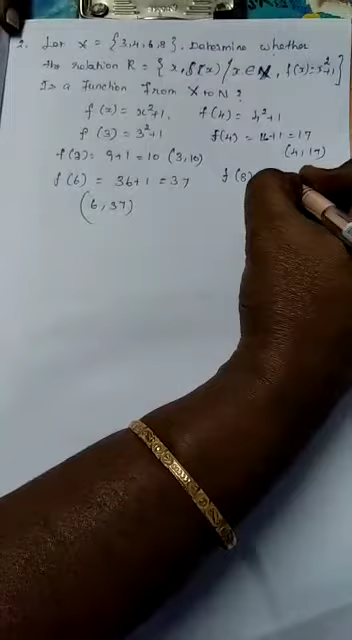 2. Let X = {3,4,6,8}. Determine whether
the relation R = { x, f(x) / x ∈ X, f(x) = x²+1 }
Is a function from X to N ?
f(x) = x²+1, f(4) = 4²+1
f(3) = 3²+1 f(4) = 16+1 = 17
f(3) = 9+1 = 10 (3,10) (4,17)
f(6) = 36+1 = 37 f(8)
(6,37)